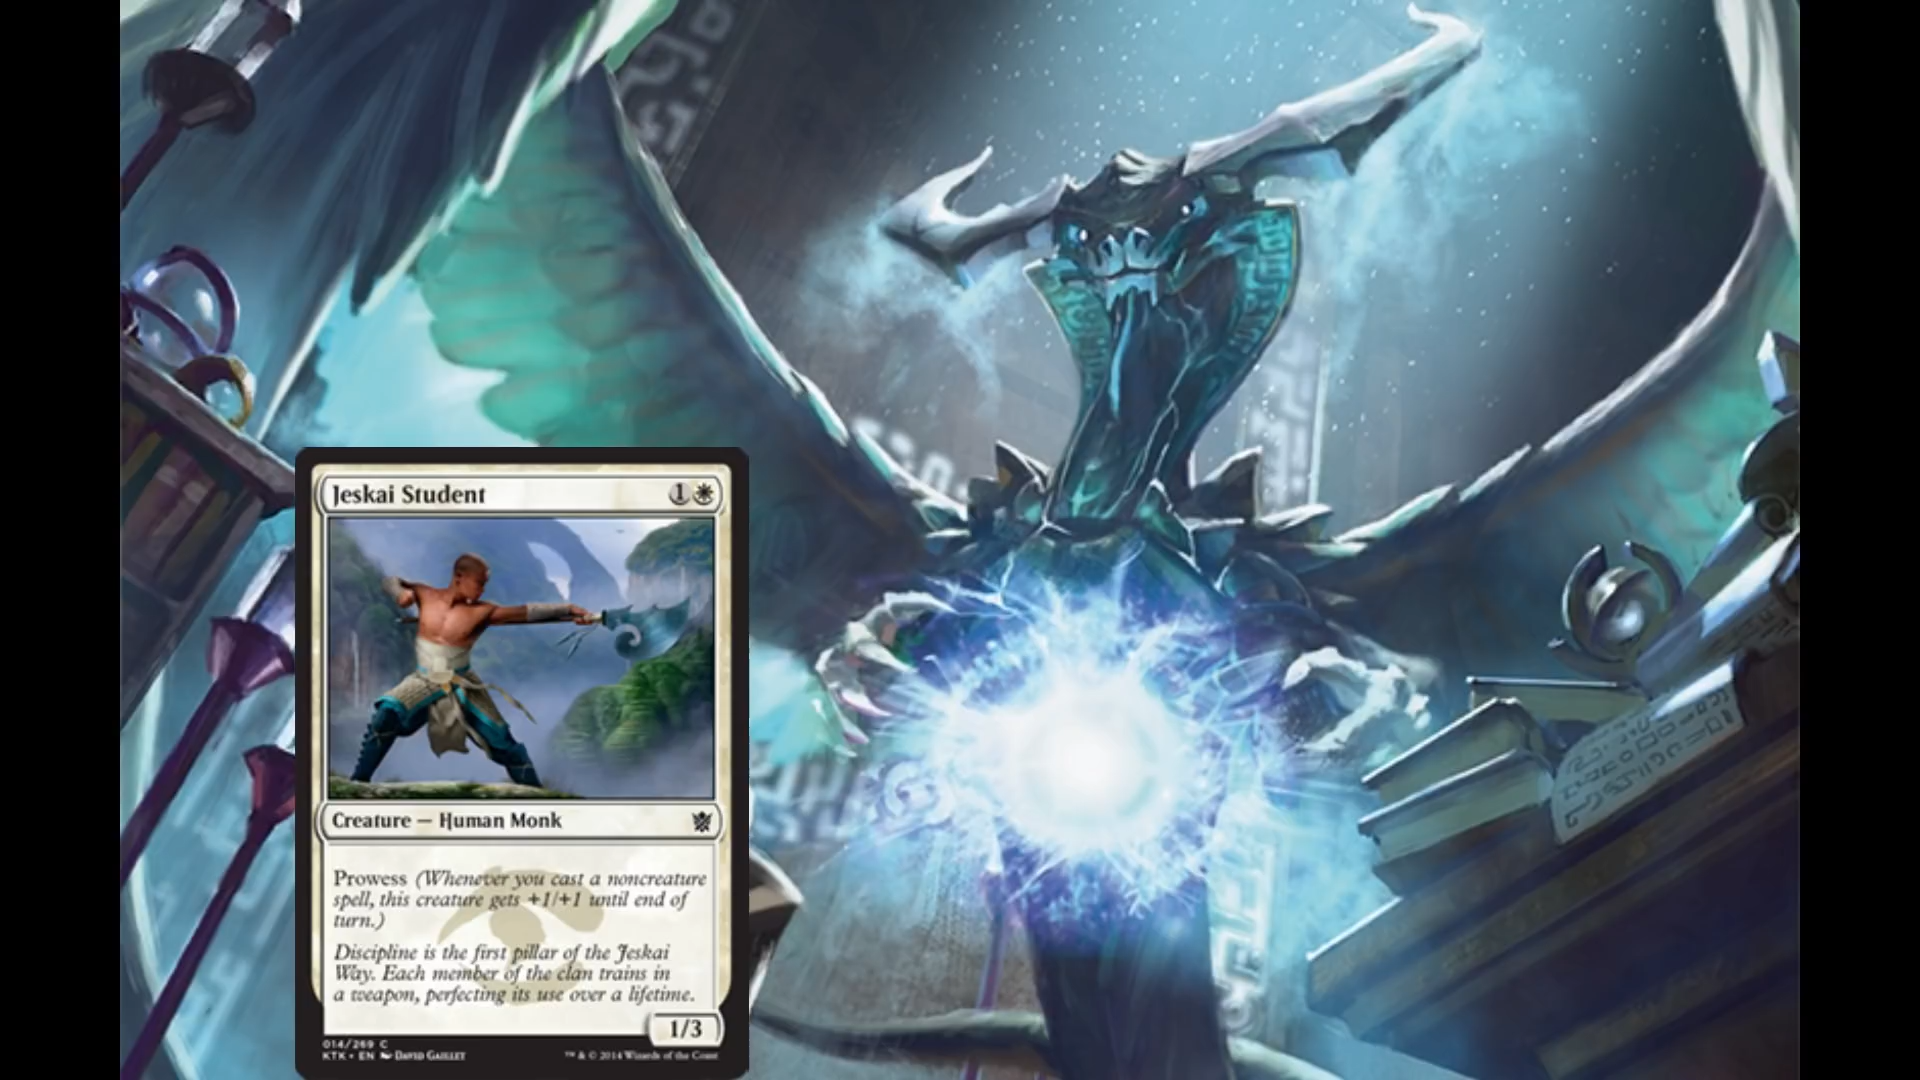 Jeskai Student 1
Creature — Human Monk
Prowess (Whenever you cast a noncreature
spell, this creature gets +1/+1 until end of
turn.)
Discipline is the first pillar of the Jeskai
Way. Each member of the clan trains in
a weapon, perfecting its use over a lifetime.
1/3
014/269 C
KTK • EN DAVID GAILLET ™ & © 2014 Wizards of the Coast